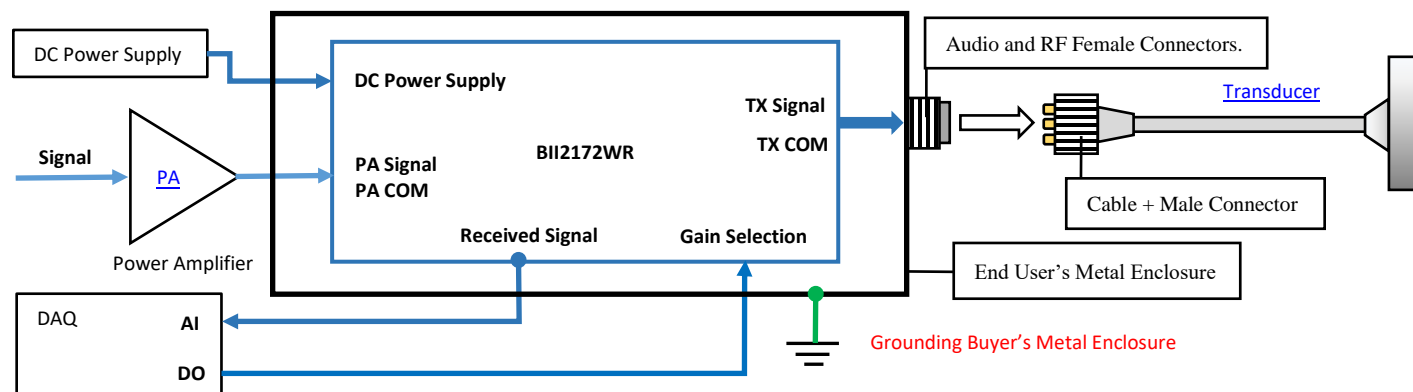 Audio and RF Female Connectors.
DC Power Supply
DC Power Supply
TX Signal
TX COM
Transducer
Signal
PA
BII2172WR
PA Signal
PA COM
Cable + Male Connector
Received Signal
Gain Selection
Power Amplifier
End User's Metal Enclosure
DAQ
AI
DO
Grounding Buyer's Metal Enclosure